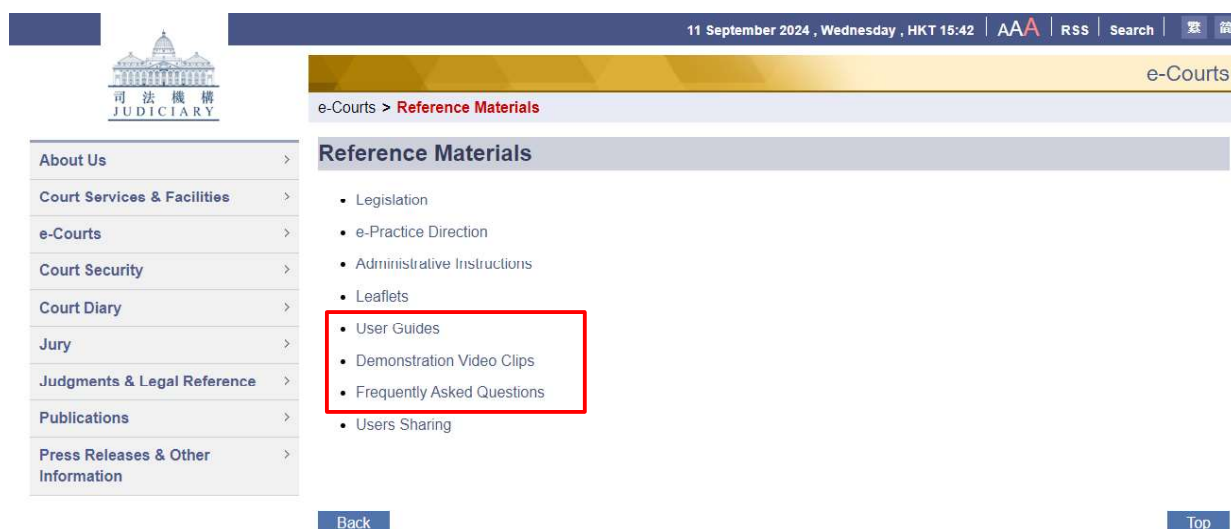 11 September 2024 , Wednesday , HKT 15:42 | AAA | RSS | Search | 繁 簡
司法機構
JUDICIARY
e-Courts
e-Courts > Reference Materials
About Us
Court Services & Facilities
e-Courts
Court Security
Court Diary
Jury
Judgments & Legal Reference
Publications
Press Releases & Other
Information
Reference Materials
Legislation
e-Practice Direction
Administrative Instructions
Leaflets
User Guides
Demonstration Video Clips
Frequently Asked Questions
Users Sharing
Back
Top